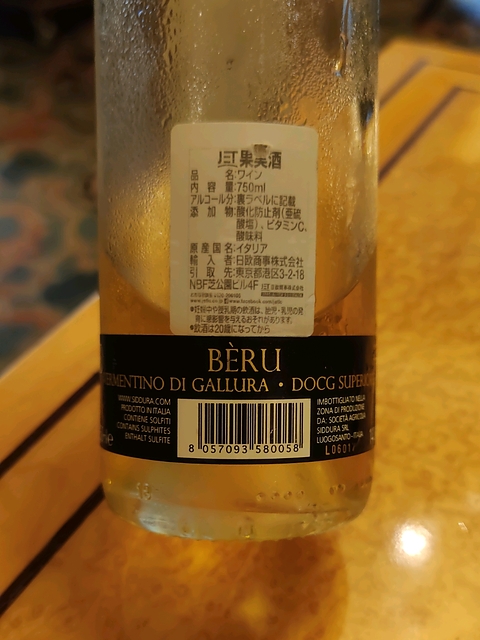 JET 果実酒
品名:ワイン
内容量:750ml
アルコール分:裏ラベルに記載
添加物:酸化防止剤(亜硫
酸塩)、ビタミンC、
酸味料
原産国名:イタリア
輸入者:日欧商事株式会社
引取先:東京都港区3-2-18
NBF芝公園ビル4F
•妊娠中や授乳期の飲酒は、胎児・乳児の発
育に悪影響を与えるおそれがあります。
•飲酒は20歳になってから
BÈRU
FERMENTINO DI GALLURA • DOCG SUPERIO
WWW.SIDDURA.COM
PRODOTTO IN ITALIA
CONTIENE SOLFITI
CONTAINS SULPHITES
ENTHALT SULFITE
8 057093 580058
IMBOTTIGLIATO NELLA
ZONA DI PRODUZIONE
DA: SOCIETÀ AGRICOLA
SIDDURA SRL
LUOGOSANTO - ITALIA
L0601